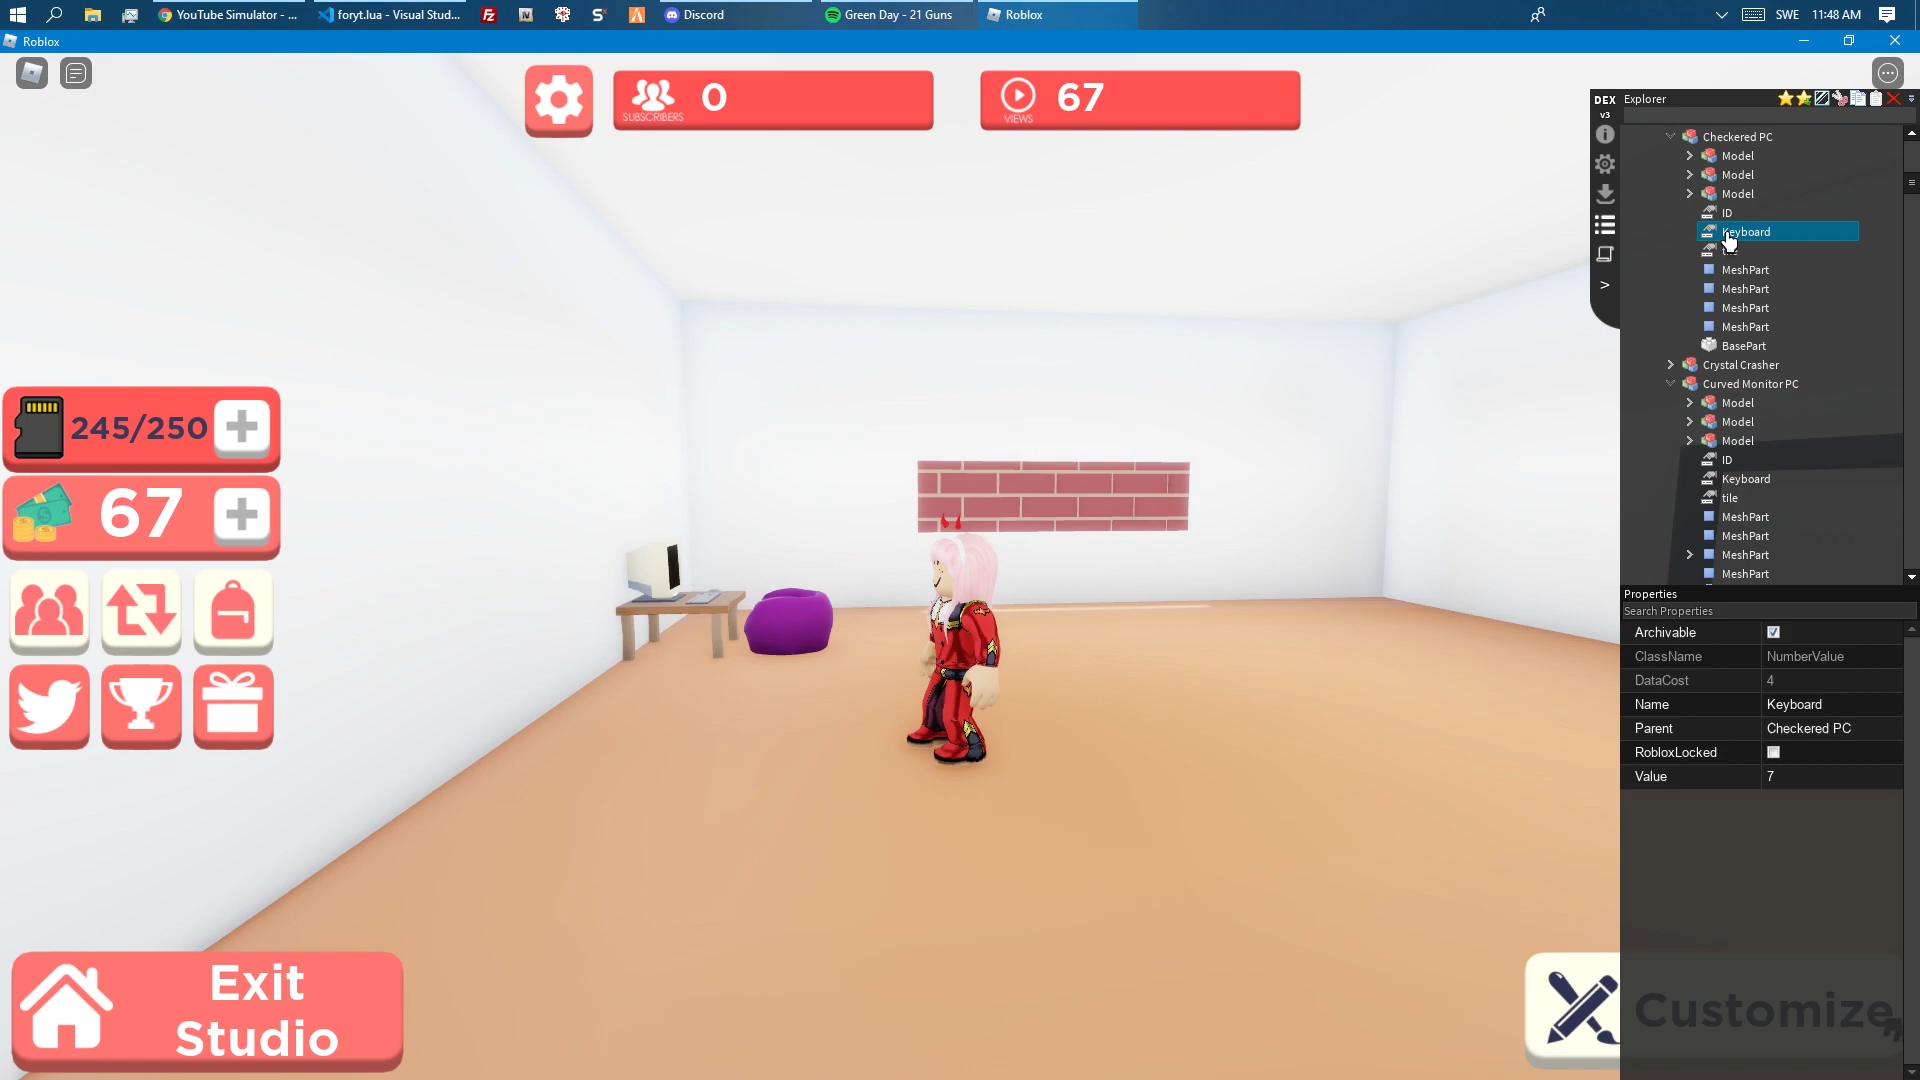 YouTube Simulator - ...
foryt.lua - Visual Stud...
Discord
Green Day - 21 Guns
Roblox
SWE
11:48 AM
Roblox
0
SUBSCRIBERS
67
VIEWS
245/250
67
Exit
Studio
Customize
DEX
v3
Explorer
Checkered PC
Model
Model
Model
ID
Keyboard
MeshPart
MeshPart
MeshPart
MeshPart
BasePart
Crystal Crasher
Curved Monitor PC
Model
Model
Model
ID
Keyboard
tile
MeshPart
MeshPart
MeshPart
MeshPart
Properties
Search Properties
Archivable
ClassName NumberValue
DataCost 4
Name Keyboard
Parent Checkered PC
RobloxLocked
Value 7